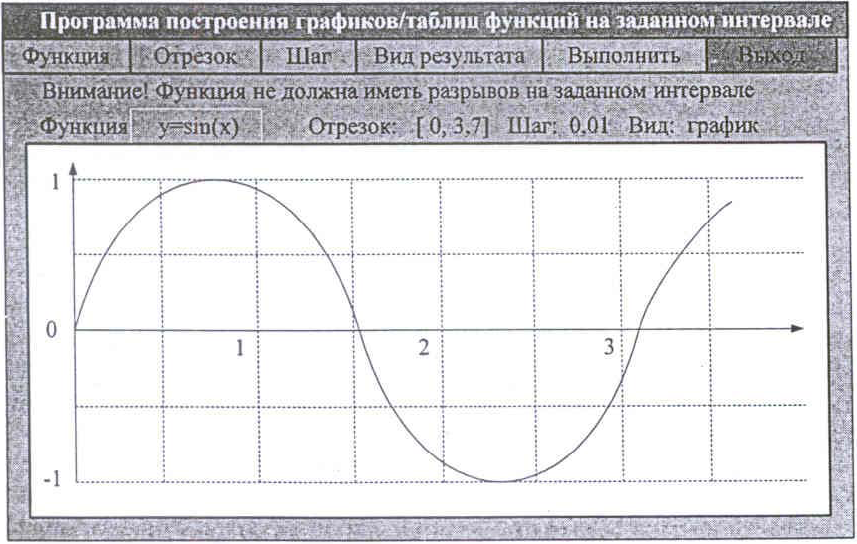 Программа построения графиков/таблиц функций на заданном интервале
Функция Отрезок Шаг Вид результата Выполнить Выход
Внимание! Функция не должна иметь разрывов на заданном интервале
Функция y=sin(x) Отрезок: [ 0, 3,7] Шаг: 0,01 Вид: график
1
0
1 2 3
-1